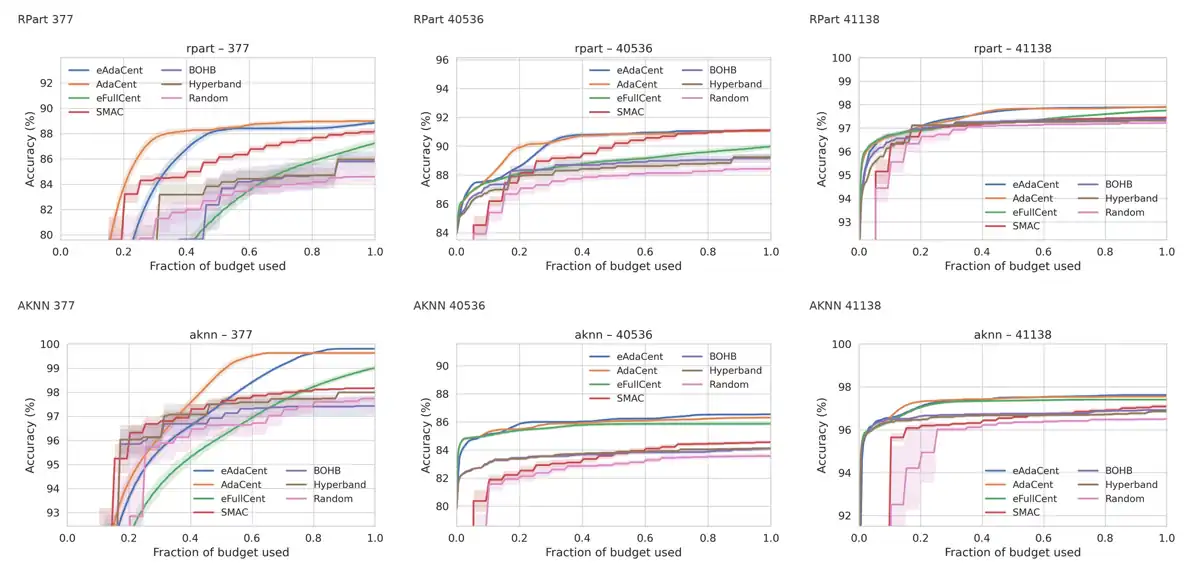 RPart 377
RPart 40536
RPart 41138
rpart – 377
92
90
88
86
84
82
80
0.0
0.2
0.4
0.6
0.8
1.0
Accuracy (%)
Fraction of budget used
eAdaCent
AdaCent
eFullCent
SMAC
BOHB
Hyperband
Random
rpart – 40536
96
94
92
90
88
86
84
0.0
0.2
0.4
0.6
0.8
1.0
Accuracy (%)
Fraction of budget used
eAdaCent
AdaCent
eFullCent
SMAC
BOHB
Hyperband
Random
rpart – 41138
100
99
98
97
96
95
94
93
0.0
0.2
0.4
0.6
0.8
1.0
Accuracy (%)
Fraction of budget used
eAdaCent
AdaCent
eFullCent
SMAC
BOHB
Hyperband
Random
AKNN 377
AKNN 40536
AKNN 41138
aknn – 377
100
99
98
97
96
95
94
93
0.0
0.2
0.4
0.6
0.8
1.0
Accuracy (%)
Fraction of budget used
eAdaCent
AdaCent
eFullCent
SMAC
BOHB
Hyperband
Random
aknn – 40536
90
88
86
84
82
80
0.0
0.2
0.4
0.6
0.8
1.0
Accuracy (%)
Fraction of budget used
eAdaCent
AdaCent
eFullCent
SMAC
BOHB
Hyperband
Random
aknn – 41138
100
98
96
94
92
0.0
0.2
0.4
0.6
0.8
1.0
Accuracy (%)
Fraction of budget used
eAdaCent
AdaCent
eFullCent
SMAC
BOHB
Hyperband
Random